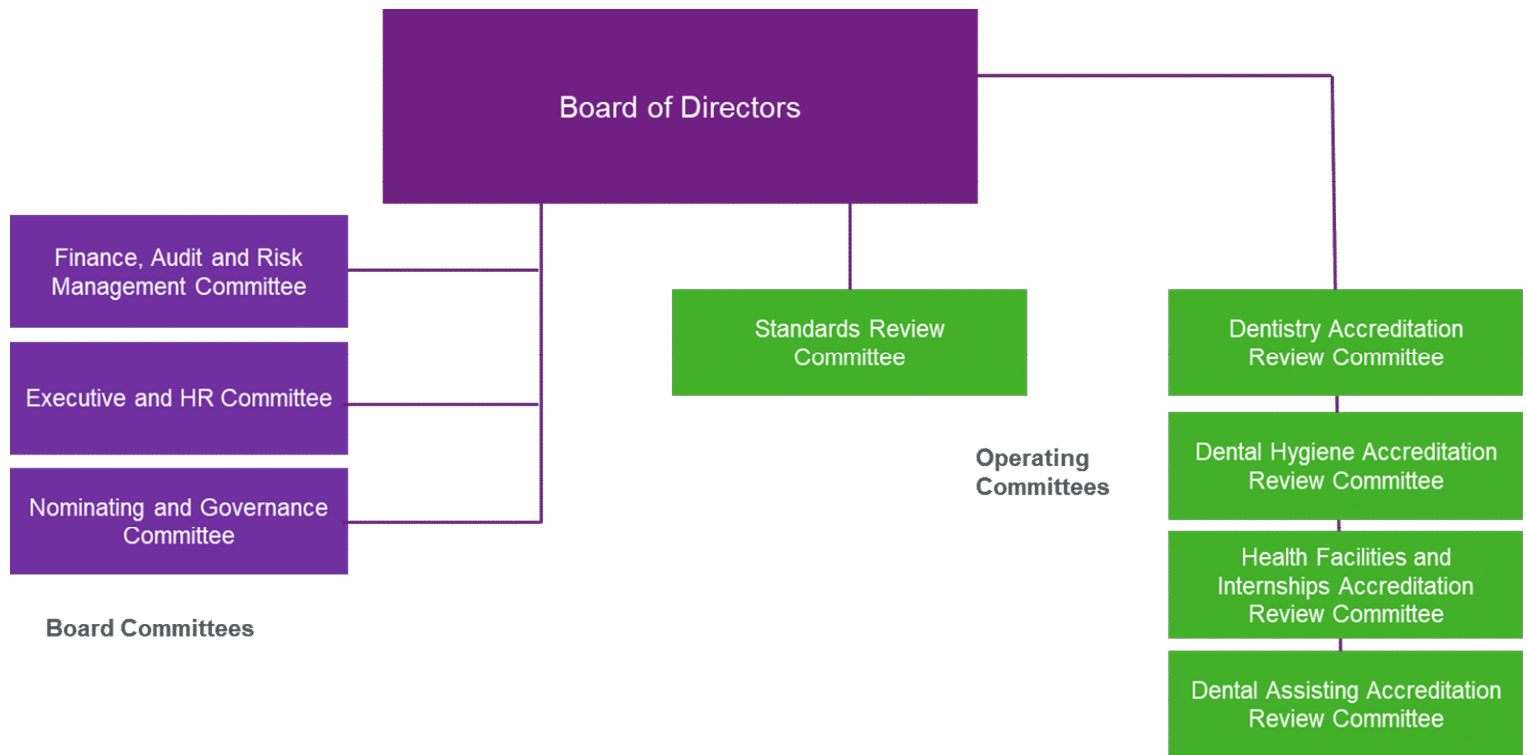 Board of Directors
Finance, Audit and Risk
Management Committee
Executive and HR Committee
Nominating and Governance
Committee
Board Committees
Standards Review
Committee
Operating
Committees
Dentistry Accreditation
Review Committee
Dental Hygiene Accreditation
Review Committee
Health Facilities and
Internships Accreditation
Review Committee
Dental Assisting Accreditation
Review Committee